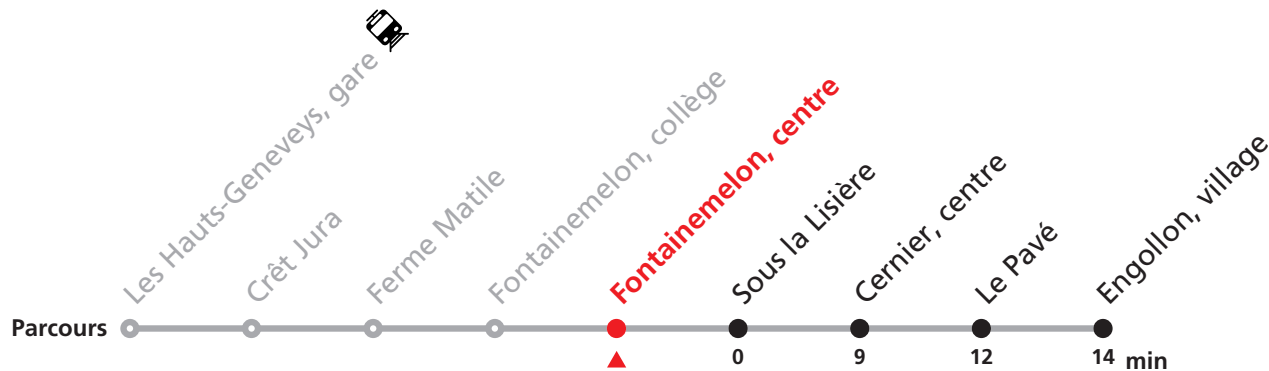 Les Hauts-Geneveys, gare
Crêt Jura
Ferme Matile
Fontainemelon, collège
Fontainemelon, centre
Sous la Lisière
Cernier, centre
Le Pavé
Engollon, village
Parcours
0 9 12 14 min